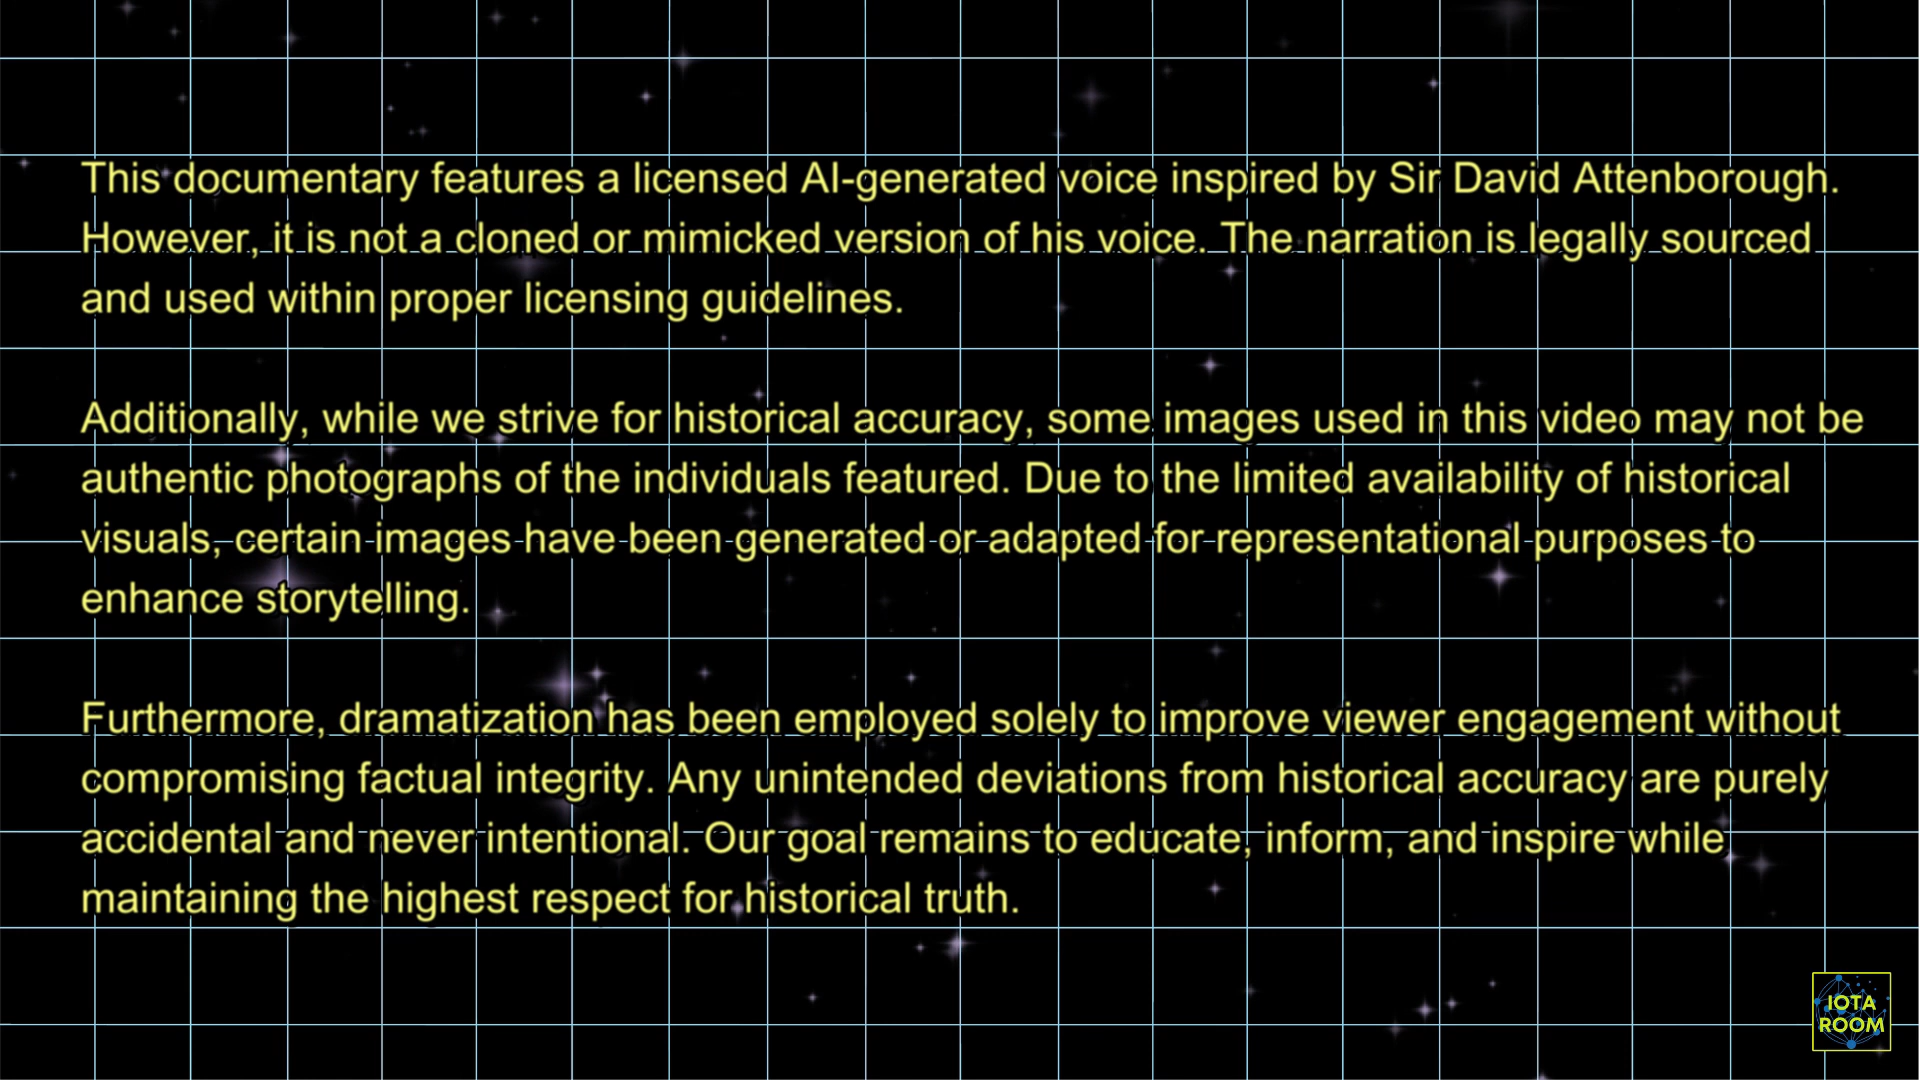 This documentary features a licensed AI-generated voice inspired by Sir David Attenborough.
However, it is not a cloned or mimicked version of his voice. The narration is legally sourced
and used within proper licensing guidelines.
Additionally, while we strive for historical accuracy, some images used in this video may not be
authentic photographs of the individuals featured. Due to the limited availability of historical
visuals, certain images have been generated or adapted for representational purposes to
enhance storytelling.
Furthermore, dramatization has been employed solely to improve viewer engagement without
compromising factual integrity. Any unintended deviations from historical accuracy are purely
accidental and never intentional. Our goal remains to educate, inform, and inspire while
maintaining the highest respect for historical truth.
IOTA
ROOM